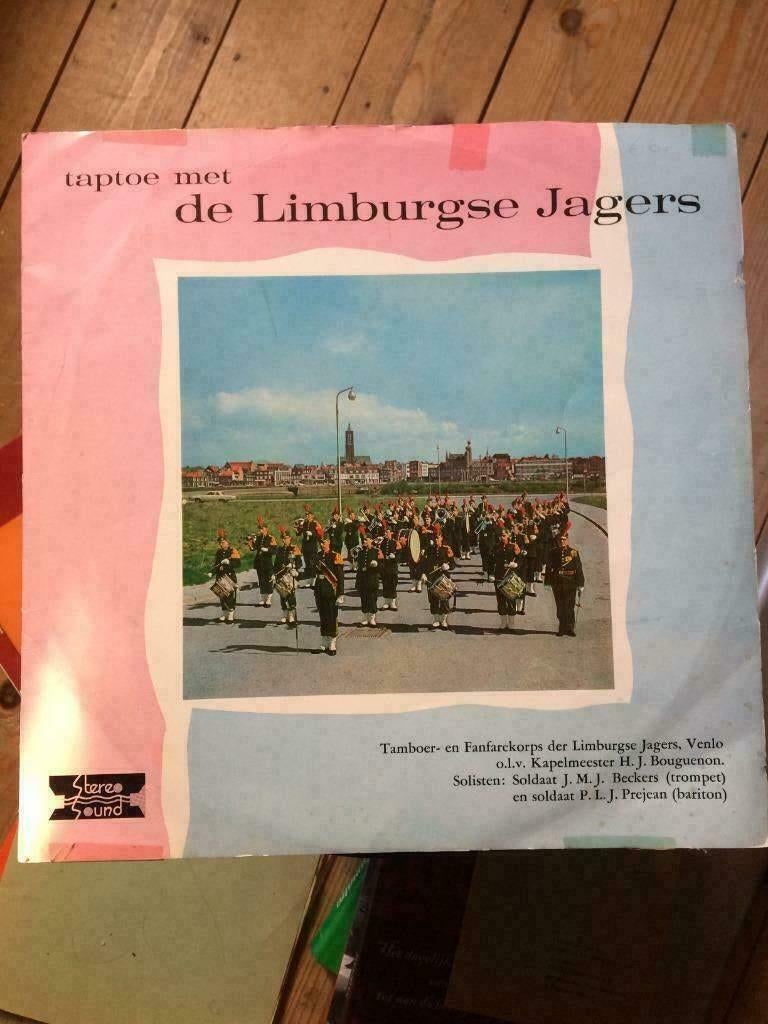 taptoe met
de Limburgse Jagers
Tamboer- en Fanfarekorps der Limburgse Jagers, Venlo
o.l.v. Kapelmeester H. J. Bouguenon.
Solisten: Soldaat J. M. J. Beckers (trompet)
en soldaat P. L. J. Prejean (bariton)
Stereo
Sound
Het